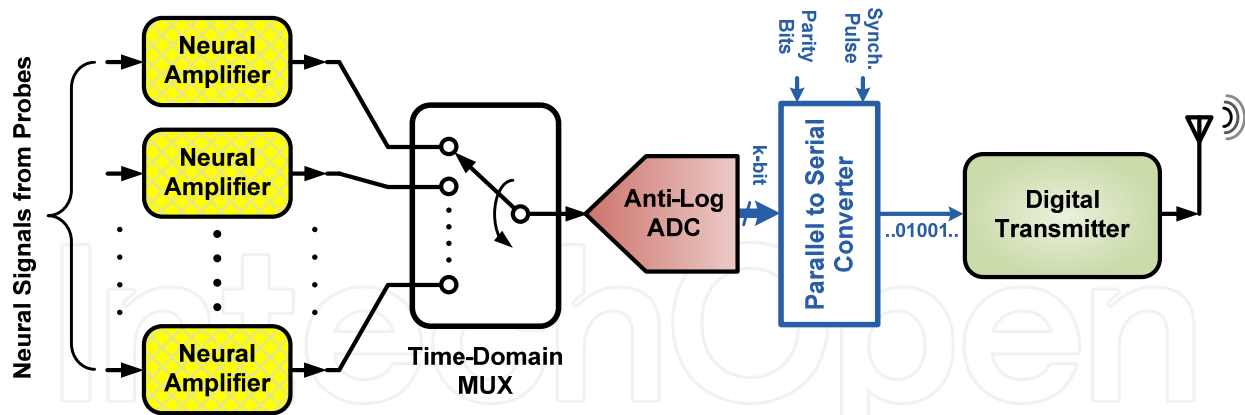 Neural Signals from Probes
Neural
Amplifier
Neural
Amplifier
Neural
Amplifier
Time-Domain
MUX
Anti-Log
ADC
k-bit
Parity
Bits
Synch.
Pulse
Parallel to Serial
Converter
..01001..
Digital
Transmitter
IntechOpen